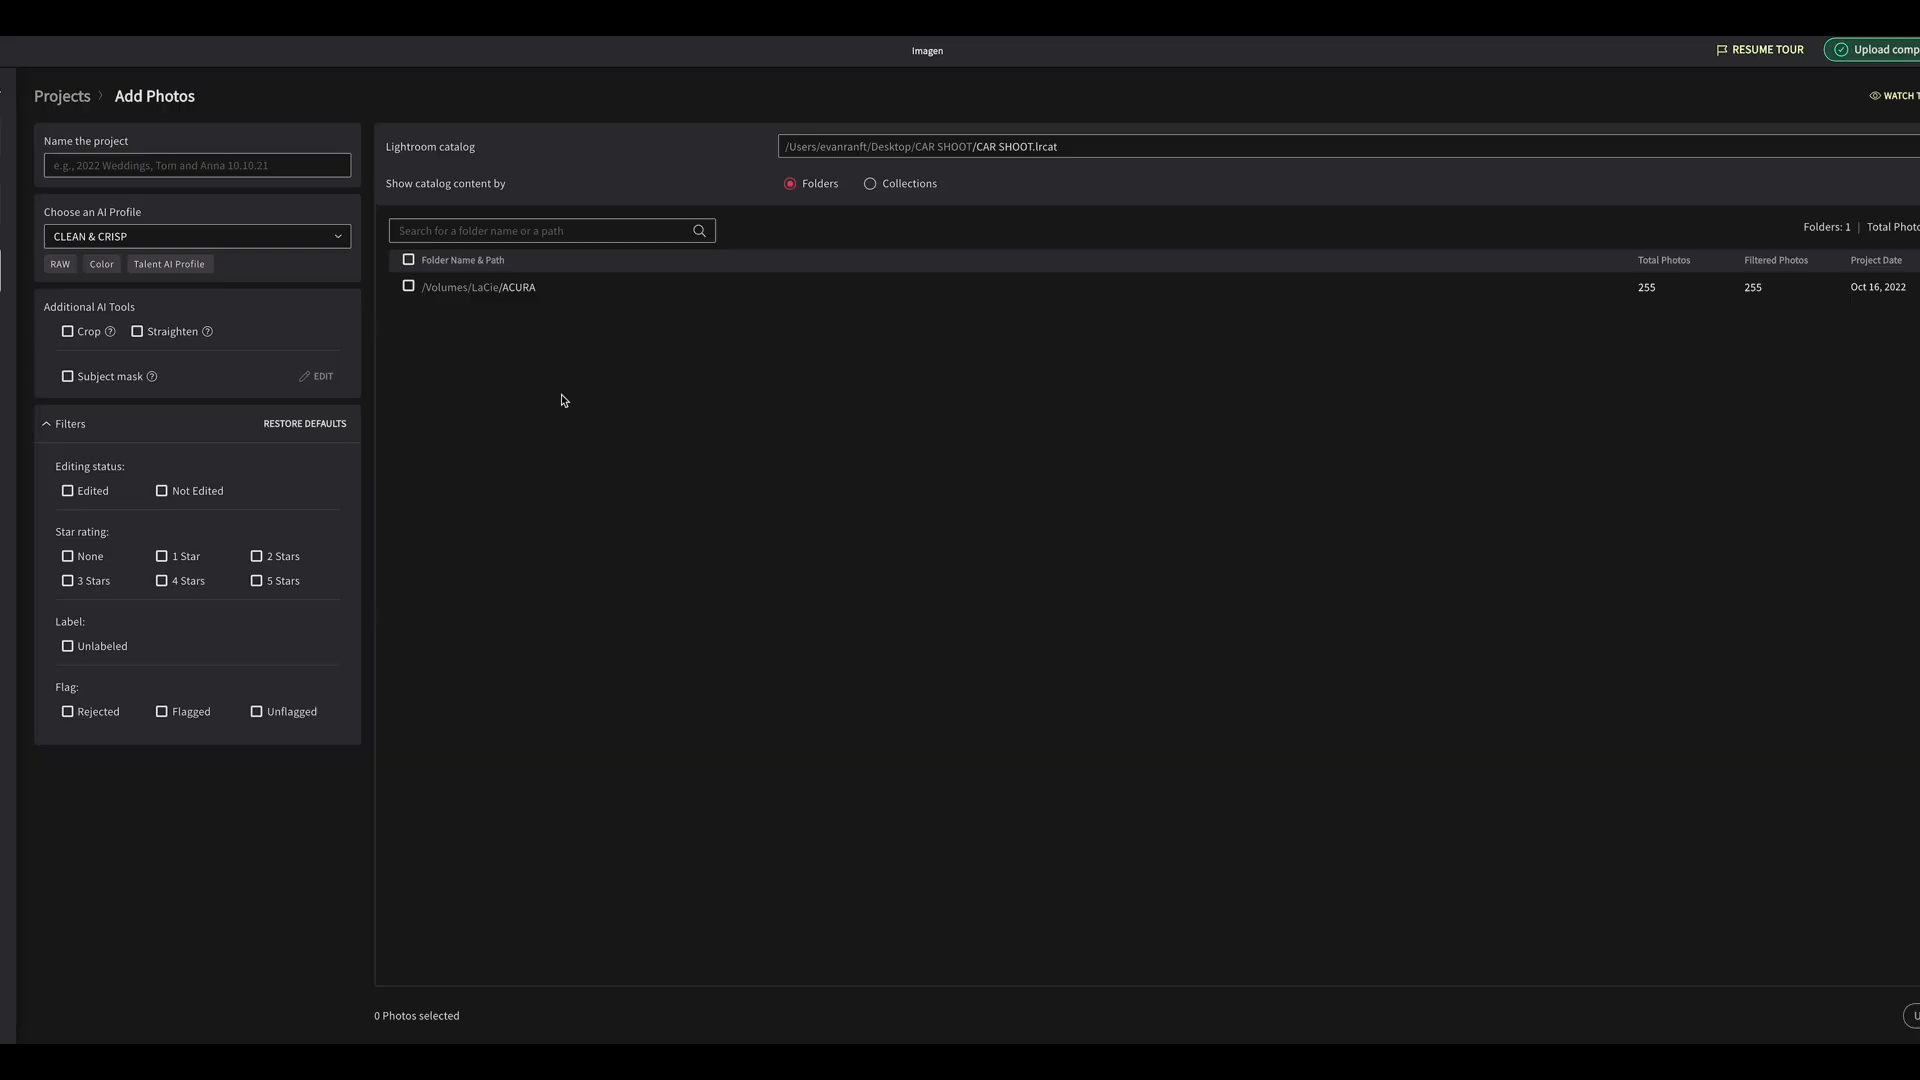 Imagen
RESUME TOUR
Upload comp
Projects > Add Photos
WATCH T
Name the project
e.g., 2022 Weddings, Tom and Anna 10.10.21
Choose an AI Profile
CLEAN & CRISP
RAW Color Talent AI Profile
Additional AI Tools
Crop Straighten
Subject mask EDIT
Filters RESTORE DEFAULTS
Editing status:
Edited Not Edited
Star rating:
None 1 Star 2 Stars
3 Stars 4 Stars 5 Stars
Label:
Unlabeled
Flag:
Rejected Flagged Unflagged
Lightroom catalog /Users/evanranft/Desktop/CAR SHOOT/CAR SHOOT.lrcat
Show catalog content by Folders Collections
Search for a folder name or a path
Folders: 1 | Total Photo
Folder Name & Path Total Photos Filtered Photos Project Date
/Volumes/LaCie/ACURA 255 255 Oct 16, 2022
0 Photos selected
U